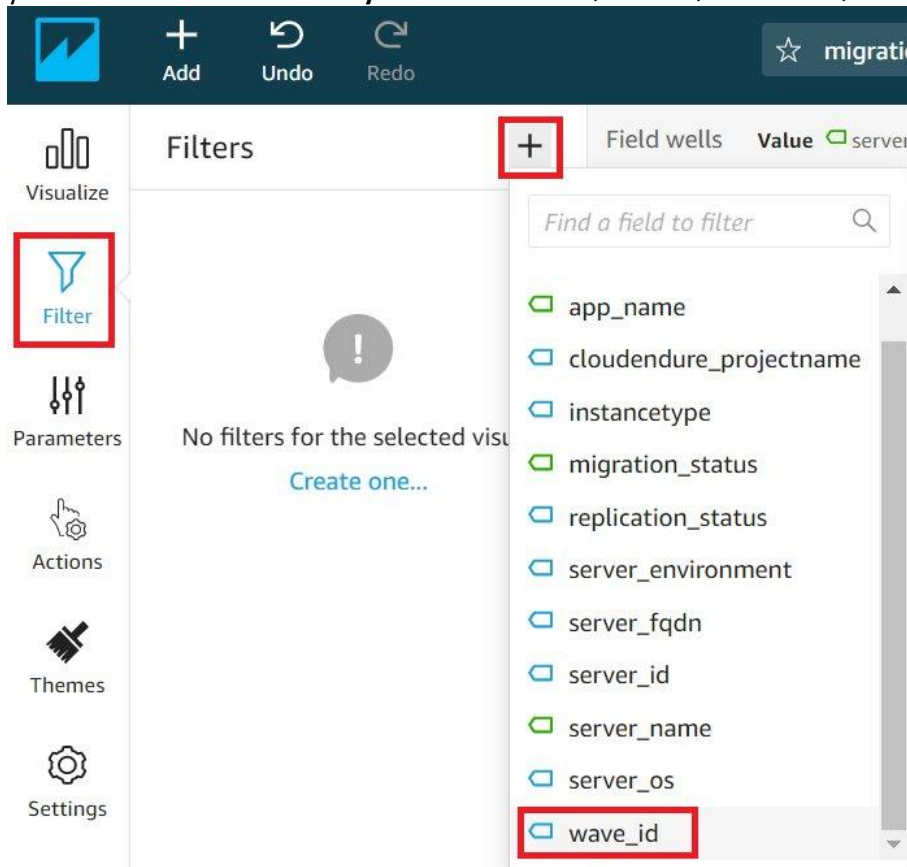 Add Undo Redo
migrati
Visualize
Filter
Parameters
Actions
Themes
Settings
Filters
No filters for the selected visu
Create one...
Field wells Value server
Find a field to filter
app_name
cloudendure_projectname
instancetype
migration_status
replication_status
server_environment
server_fqdn
server_id
server_name
server_os
wave_id